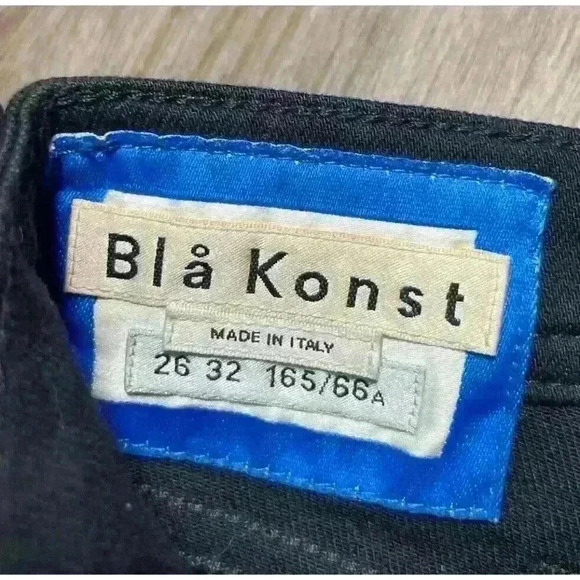 Blå Konst
MADE IN ITALY
26 32 165/66A